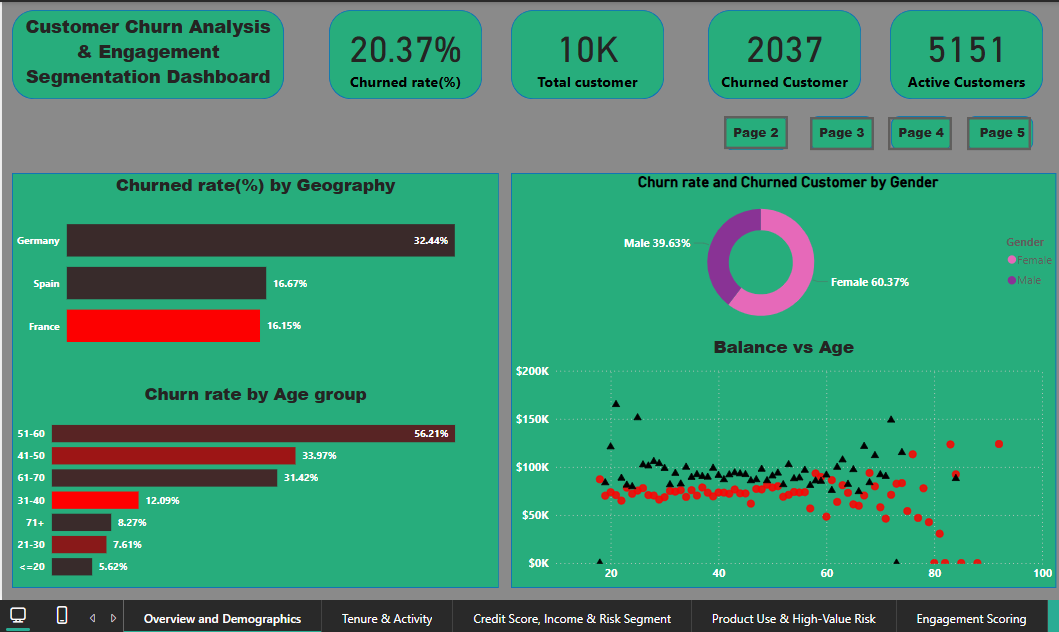 Customer Churn Analysis
& Engagement
Segmentation Dashboard
20.37%
Churned rate(%)
10K
Total customer
2037
Churned Customer
5151
Active Customers
Page 2
Page 3
Page 4
Page 5
Churned rate(%) by Geography
Germany 32.44%
Spain 16.67%
France 16.15%
Churn rate by Age group
51-60 56.21%
41-50 33.97%
61-70 31.42%
31-40 12.09%
71+ 8.27%
21-30 7.61%
<=20 5.62%
Churn rate and Churned Customer by Gender
Male 39.63%
Female 60.37%
Gender
Female
Male
Balance vs Age
$200K
$150K
$100K
$50K
$0K
20 40 60 80 100
Overview and Demographics
Tenure & Activity
Credit Score, Income & Risk Segment
Product Use & High-Value Risk
Engagement Scoring